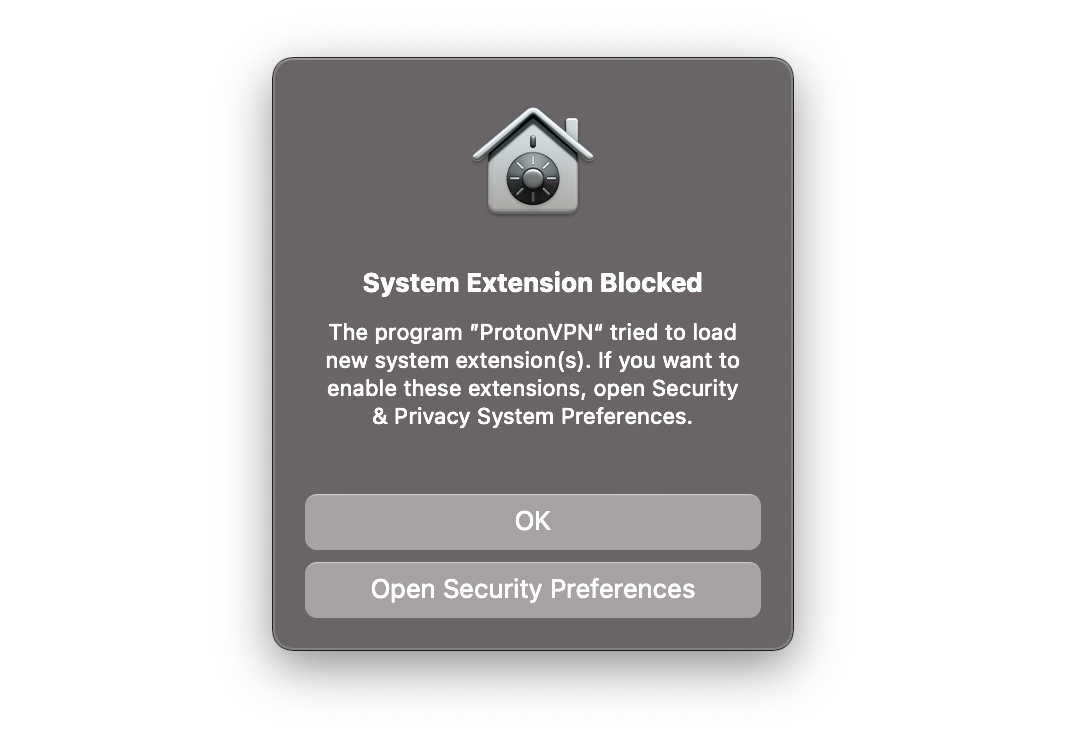 System Extension Blocked
The program ″ProtonVPN“ tried to load
new system extension(s). If you want to
enable these extensions, open Security
& Privacy System Preferences.
OK
Open Security Preferences